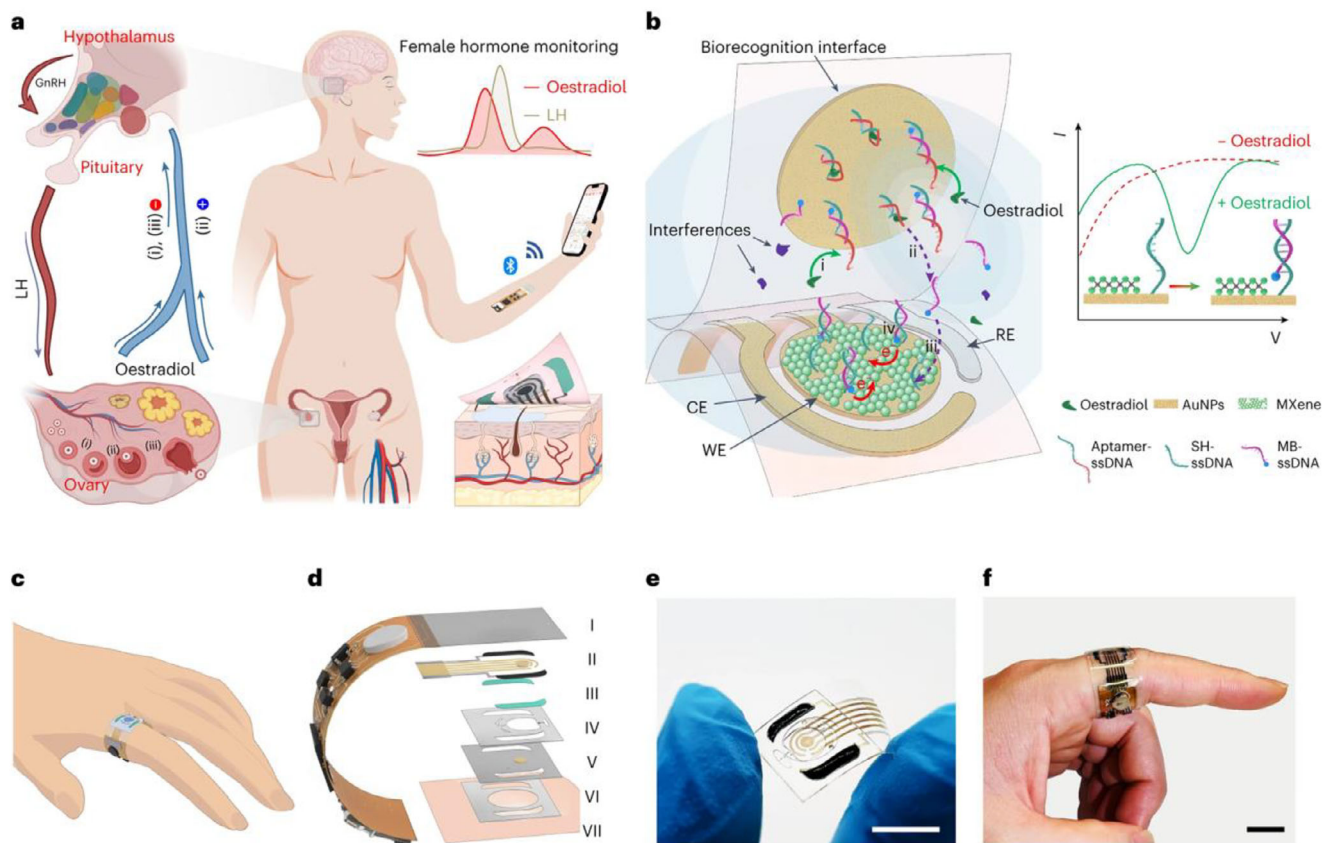 a
Hypothalamus
GnRH
Pituitary
LH
(i), (iii)
(ii)
Oestradiol
(i)
(ii)
(iii)
Ovary
Female hormone monitoring
Oestradiol
LH
b
Biorecognition interface
Interferences
Oestradiol
i
ii
iii
iv
e
e
RE
CE
WE
I
– Oestradiol
+ Oestradiol
V
Oestradiol
AuNPs
MXene
Aptamer-
ssDNA
SH-
ssDNA
MB-
ssDNA
c
d
I
II
III
IV
V
VI
VII
e
f